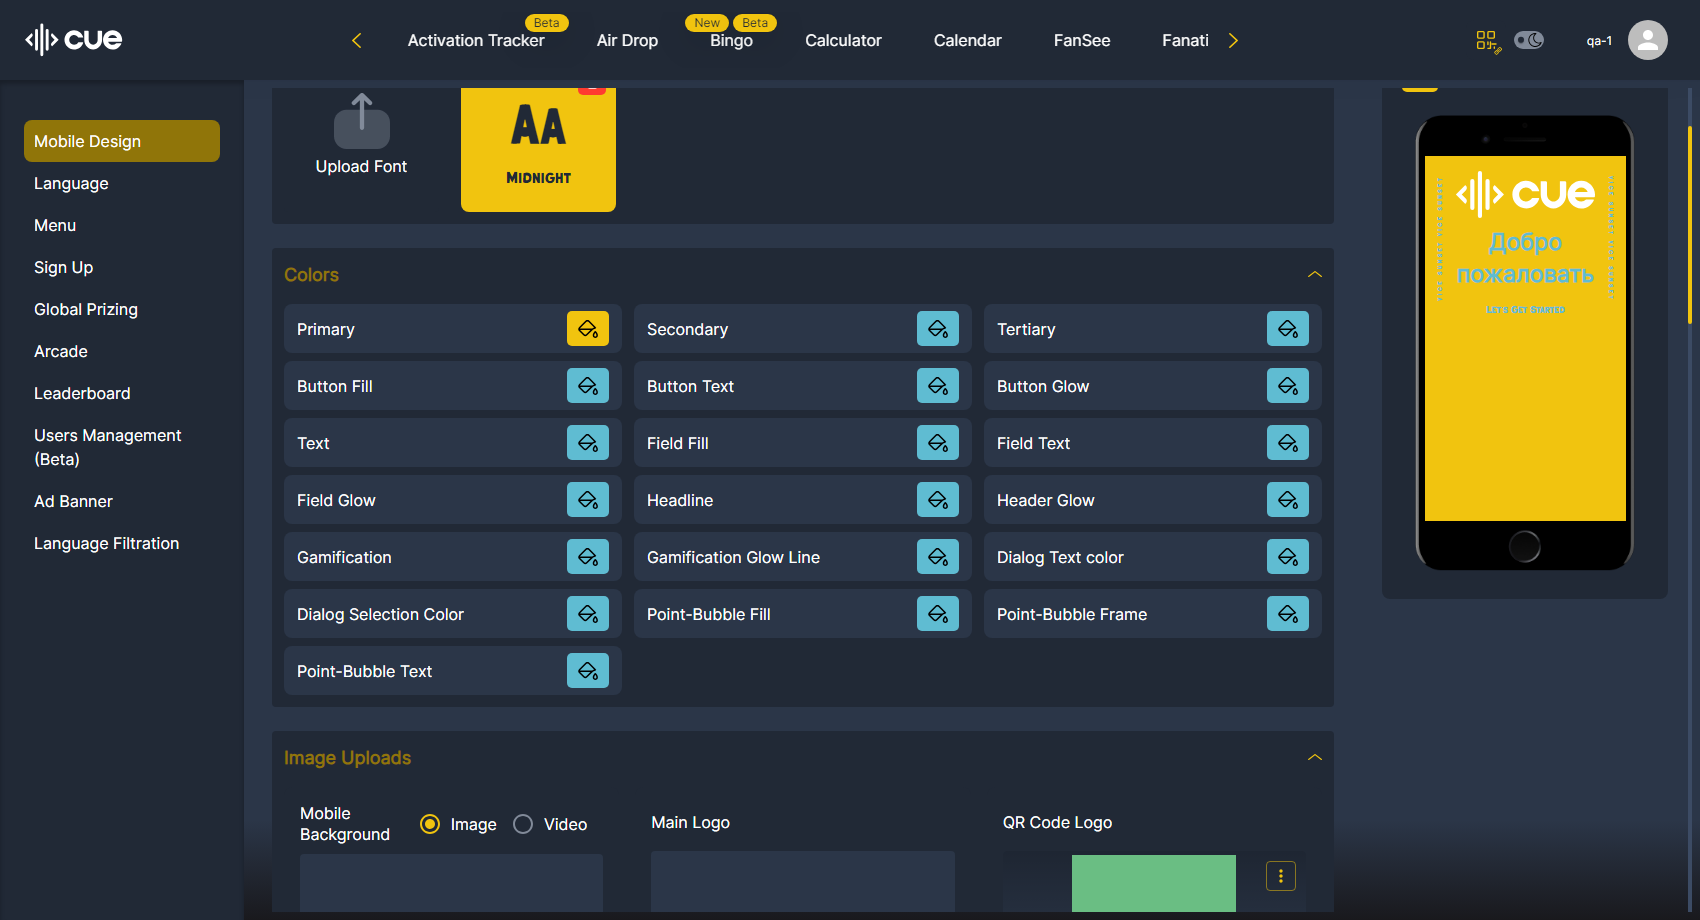 cue
Beta
New
Beta
Activation Tracker
Air Drop
Bingo
Calculator
Calendar
FanSee
Fanati
qa-1
Mobile Design
Language
Menu
Sign Up
Global Prizing
Arcade
Leaderboard
Users Management
(Beta)
Ad Banner
Language Filtration
Upload Font
AA
MIDNIGHT
Colors
Primary
Secondary
Tertiary
Button Fill
Button Text
Button Glow
Text
Field Fill
Field Text
Field Glow
Headline
Header Glow
Gamification
Gamification Glow Line
Dialog Text color
Dialog Selection Color
Point-Bubble Fill
Point-Bubble Frame
Point-Bubble Text
Image Uploads
Mobile
Background
Image
Video
Main Logo
QR Code Logo
cue
Добро
пожаловать
LET'S GET STARTED